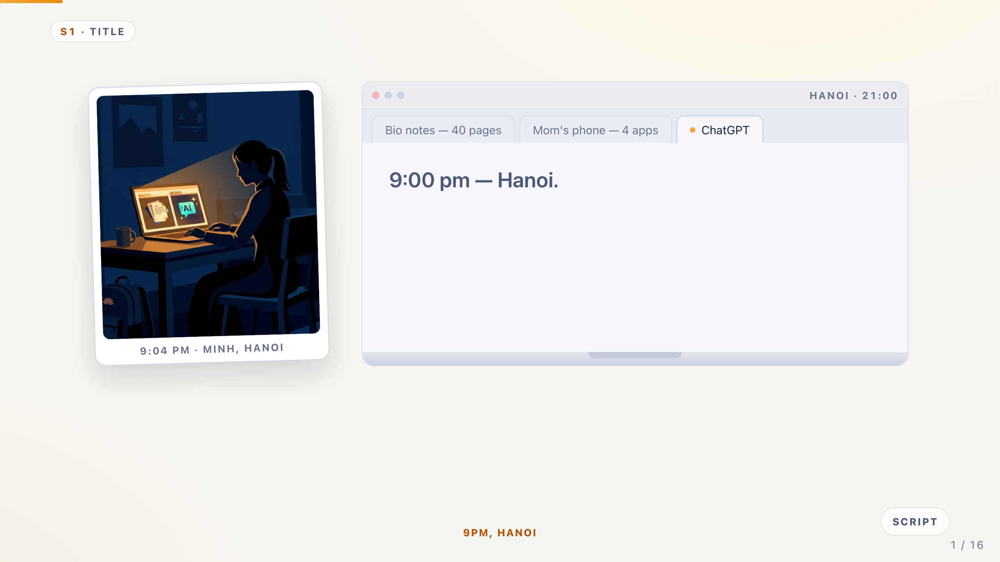 S1 · TITLE
AI
9:04 PM · MINH, HANOI
HANOI · 21:00
Bio notes — 40 pages
Mom's phone — 4 apps
ChatGPT
9:00 pm — Hanoi.
9PM, HANOI
SCRIPT
1 / 16